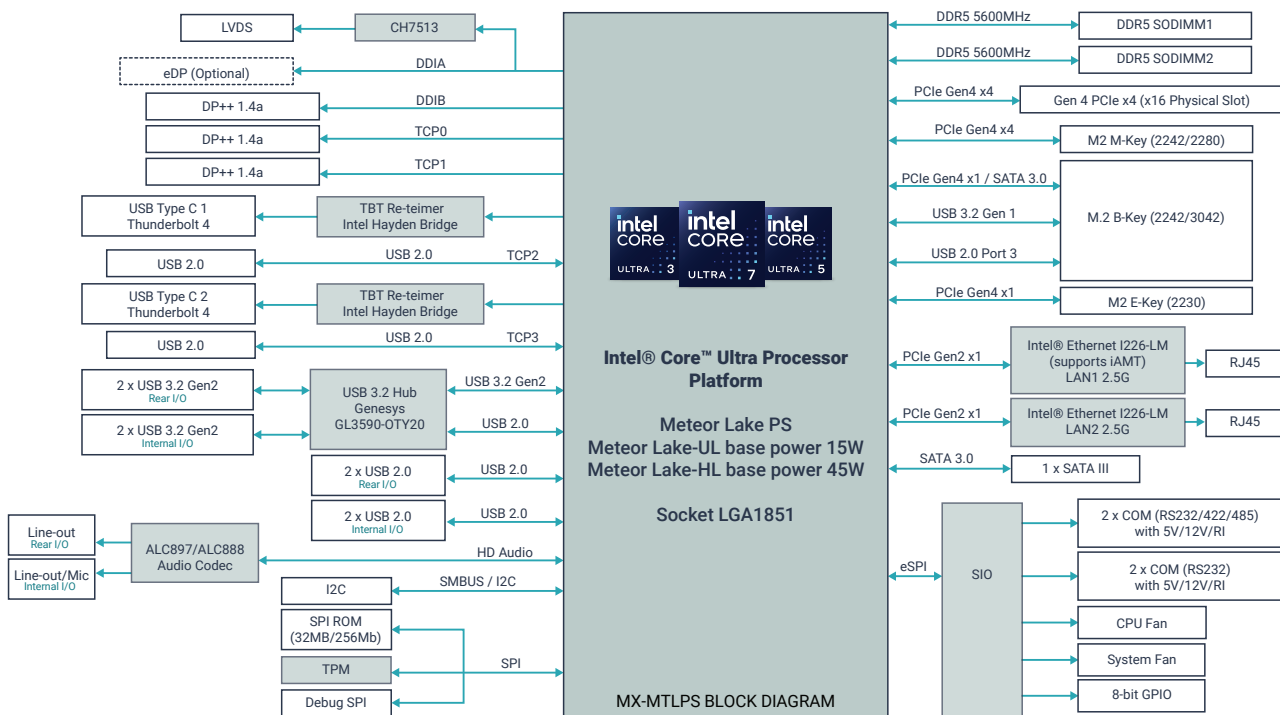 LVDS
CH7513
eDP (Optional)
DDIA
DP++ 1.4a
DDIB
DP++ 1.4a
TCP0
DP++ 1.4a
TCP1
USB Type C 1
Thunderbolt 4
TBT Re-teimer
Intel Hayden Bridge
USB 2.0
USB 2.0
TCP2
USB Type C 2
Thunderbolt 4
TBT Re-teimer
Intel Hayden Bridge
USB 2.0
USB 2.0
TCP3
2 x USB 3.2 Gen2
Rear I/O
2 x USB 3.2 Gen2
Internal I/O
USB 3.2 Hub
Genesys
GL3590-OTY20
USB 3.2 Gen2
USB 2.0
2 x USB 2.0
Rear I/O
USB 2.0
2 x USB 2.0
Internal I/O
USB 2.0
Line-out
Rear I/O
Line-out/Mic
Internal I/O
ALC897/ALC888
Audio Codec
HD Audio
I2C
SMBUS / I2C
SPI ROM
(32MB/256Mb)
TPM
SPI
Debug SPI
intel
CORE
ULTRA 3
intel
CORE
ULTRA 7
intel
CORE
ULTRA 5
Intel® Core™ Ultra Processor
Platform
Meteor Lake PS
Meteor Lake-UL base power 15W
Meteor Lake-HL base power 45W
Socket LGA1851
MX-MTLPS BLOCK DIAGRAM
DDR5 5600MHz
DDR5 SODIMM1
DDR5 5600MHz
DDR5 SODIMM2
PCIe Gen4 x4
Gen 4 PCIe x4 (x16 Physical Slot)
PCIe Gen4 x4
M2 M-Key (2242/2280)
PCIe Gen4 x1 / SATA 3.0
USB 3.2 Gen 1
USB 2.0 Port 3
M.2 B-Key (2242/3042)
PCIe Gen4 x1
M2 E-Key (2230)
PCIe Gen2 x1
Intel® Ethernet I226-LM
(supports iAMT)
LAN1 2.5G
RJ45
PCIe Gen2 x1
Intel® Ethernet I226-LM
LAN2 2.5G
RJ45
SATA 3.0
1 x SATA III
eSPI
SIO
2 x COM (RS232/422/485)
with 5V/12V/RI
2 x COM (RS232)
with 5V/12V/RI
CPU Fan
System Fan
8-bit GPIO